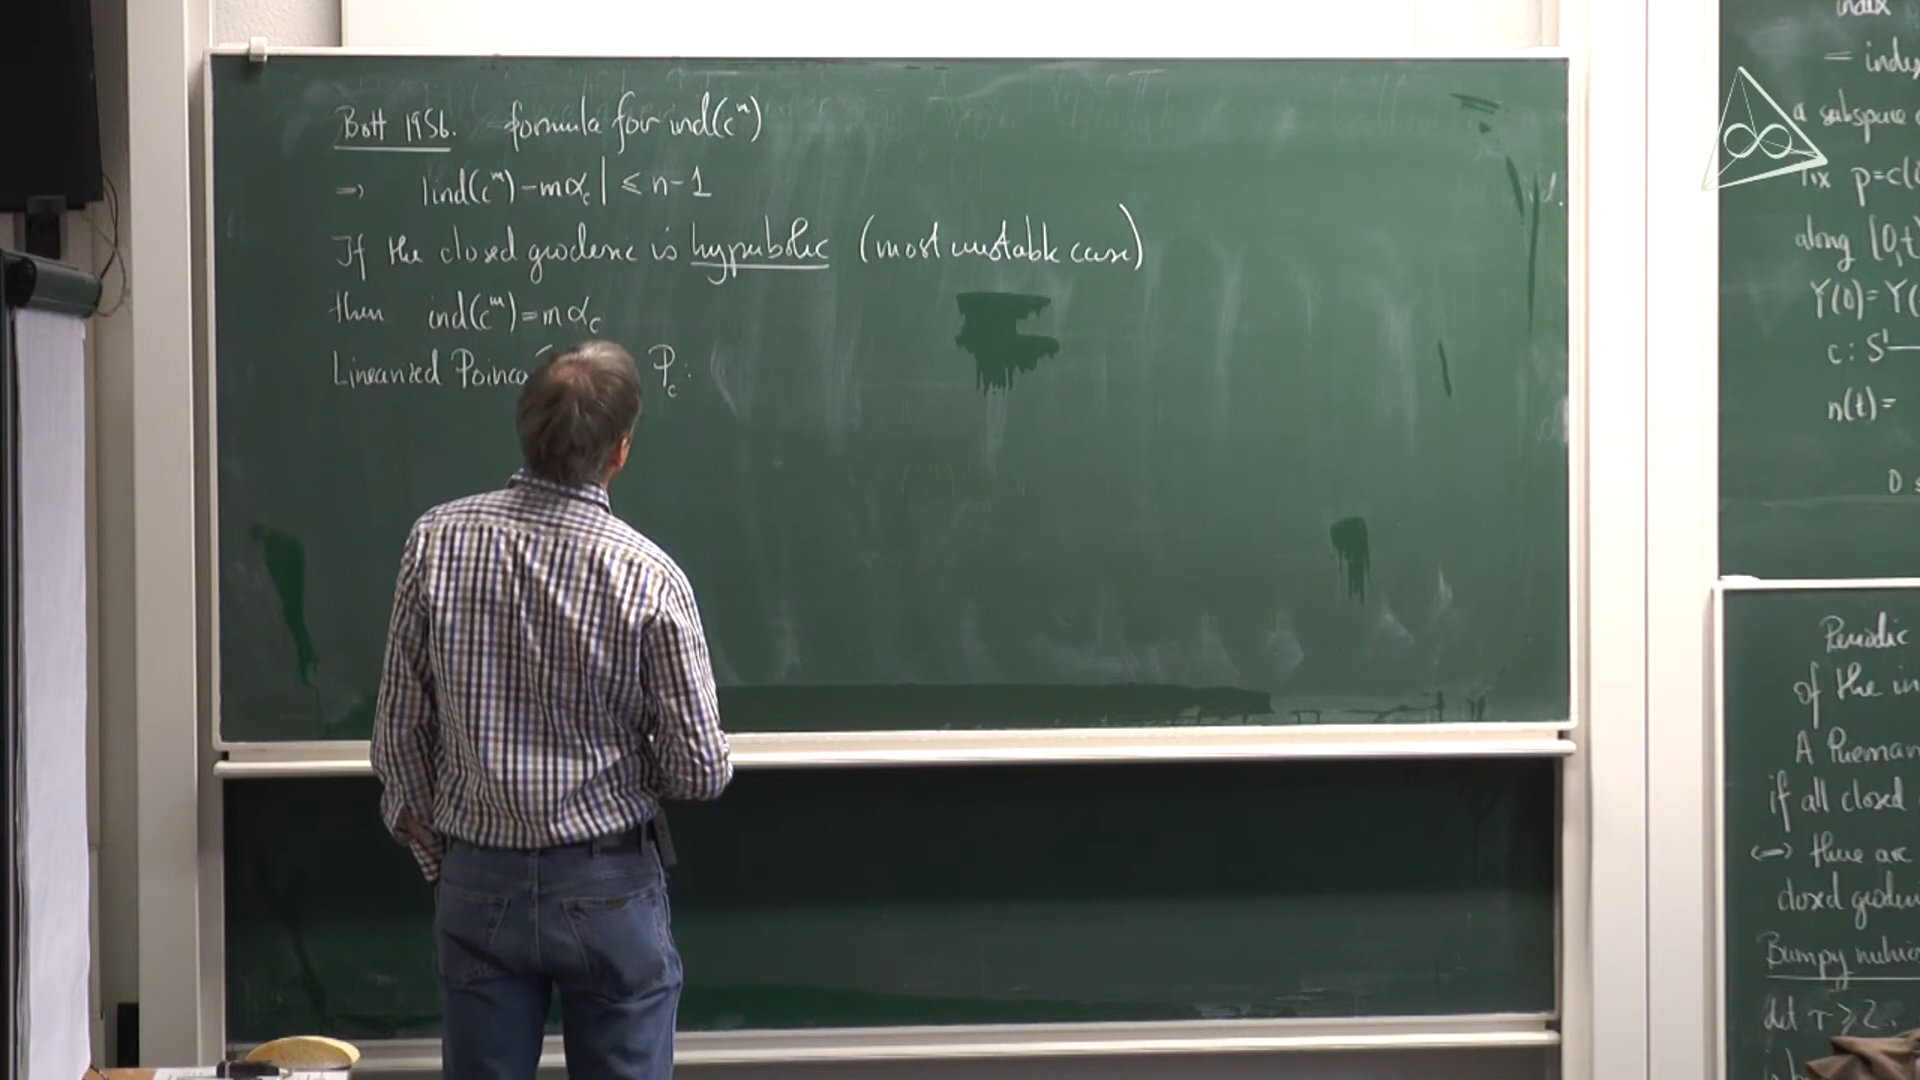 Bott 1956. formula for ind(c^m)
→ |ind(c^m) - mα_c| ≤ n-1
If the closed geodesic is hyperbolic (most unstable case)
then ind(c^m) = mα_c
Linearized Poinca P_c:
index
= index
a subspace
fix p=c(
along [0,t
Y(0)= Y(
c: S¹—
n(t)=
Periodic
of the in
A Rieman
if all closed
↔ there are
closed geode
Bumpy metric
let r ≥ 2.